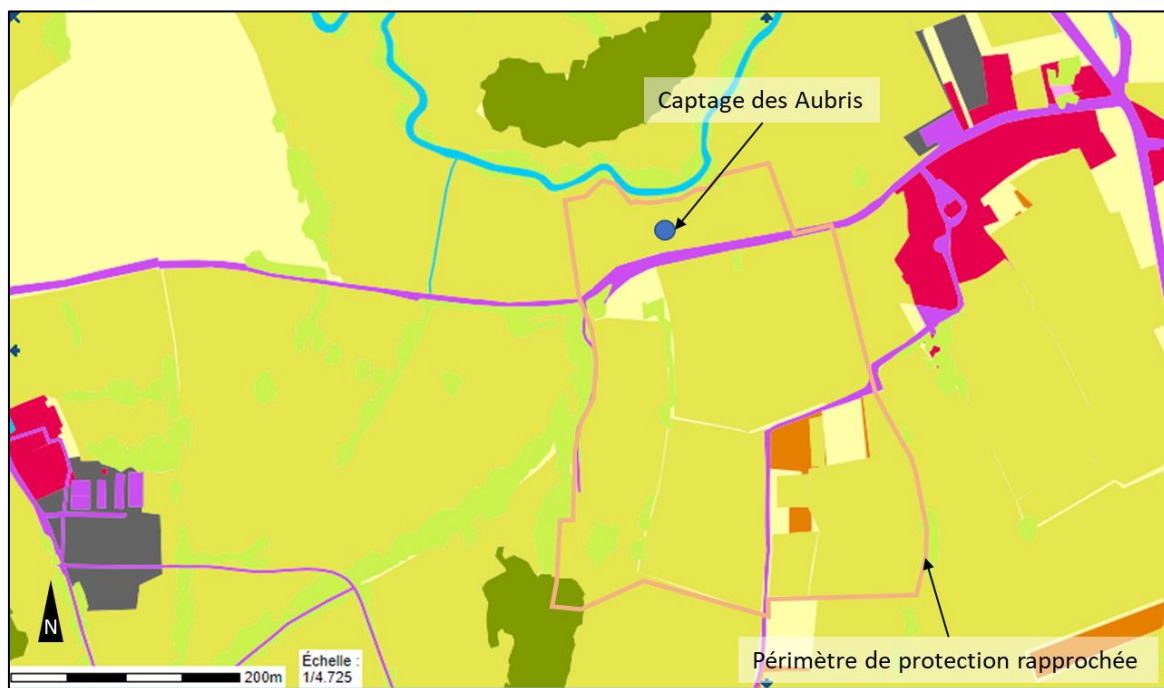 Captage des Aubris
N
Échelle :
1/4.725
200m
Périmètre de protection rapprochée